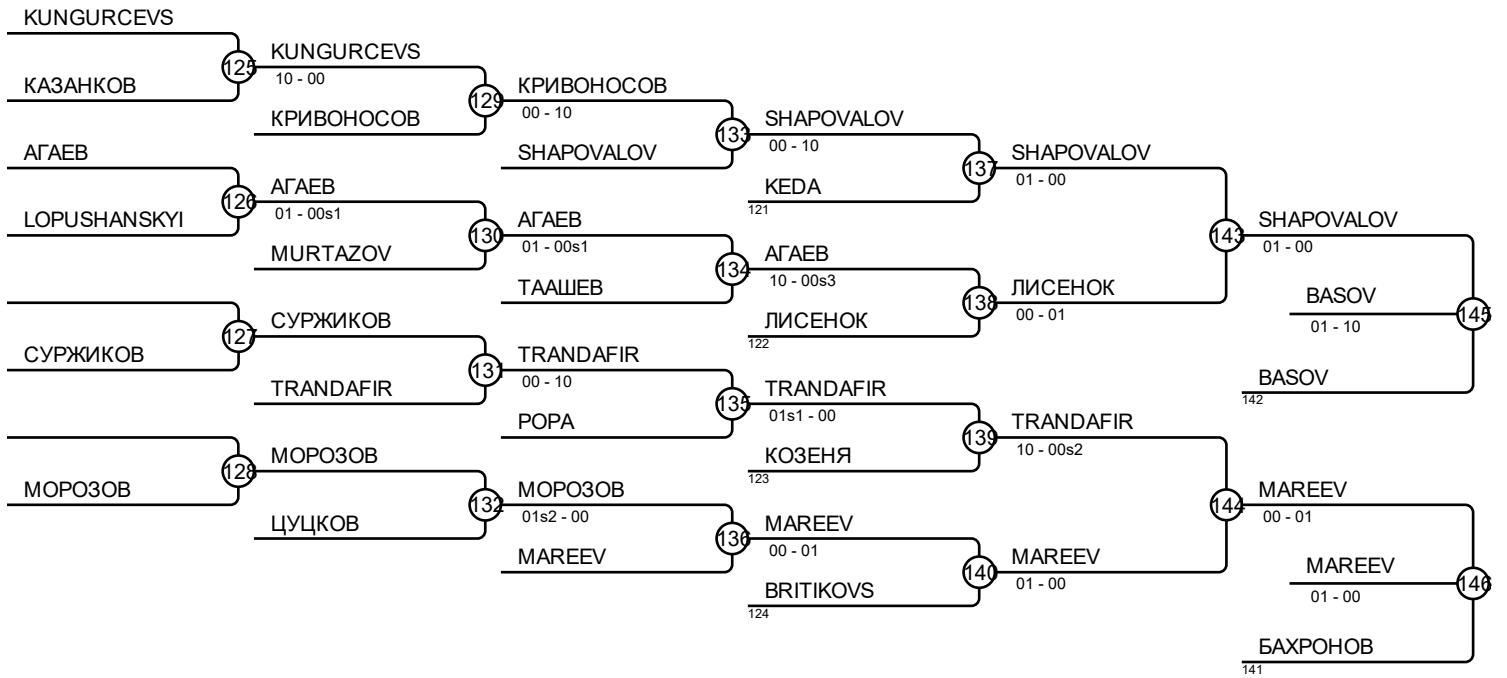 KUNGURCEVS
125
КАЗАНКОВ
АГАЕВ
126
LOPUSHANSKYI
127
СУРЖИКОВ
128
МОРОЗОВ
KUNGURCEVS
10 - 00
129
КРИВОНОСОВ
АГАЕВ
01 - 00s1
130
MURTAZOV
СУРЖИКОВ
131
TRANDAFIR
МОРОЗОВ
132
ЦУЦКОВ
КРИВОНОСОВ
00 - 10
133
SHAPOVALOV
АГАЕВ
01 - 00s1
134
ТААШЕВ
TRANDAFIR
00 - 10
135
POPA
МОРОЗОВ
01s2 - 00
136
MAREEV
SHAPOVALOV
00 - 10
137
KEDA
121
АГАЕВ
10 - 00s3
138
ЛИСЕНОК
122
TRANDAFIR
01s1 - 00
139
КОЗЕНЯ
123
MAREEV
00 - 01
140
BRITIKOVS
124
SHAPOVALOV
01 - 00
143
ЛИСЕНОК
00 - 01
TRANDAFIR
10 - 00s2
144
MAREEV
01 - 00
SHAPOVALOV
01 - 00
BASOV
145
01 - 10
BASOV
142
MAREEV
00 - 01
MAREEV
146
01 - 00
БАХРОНОВ
141